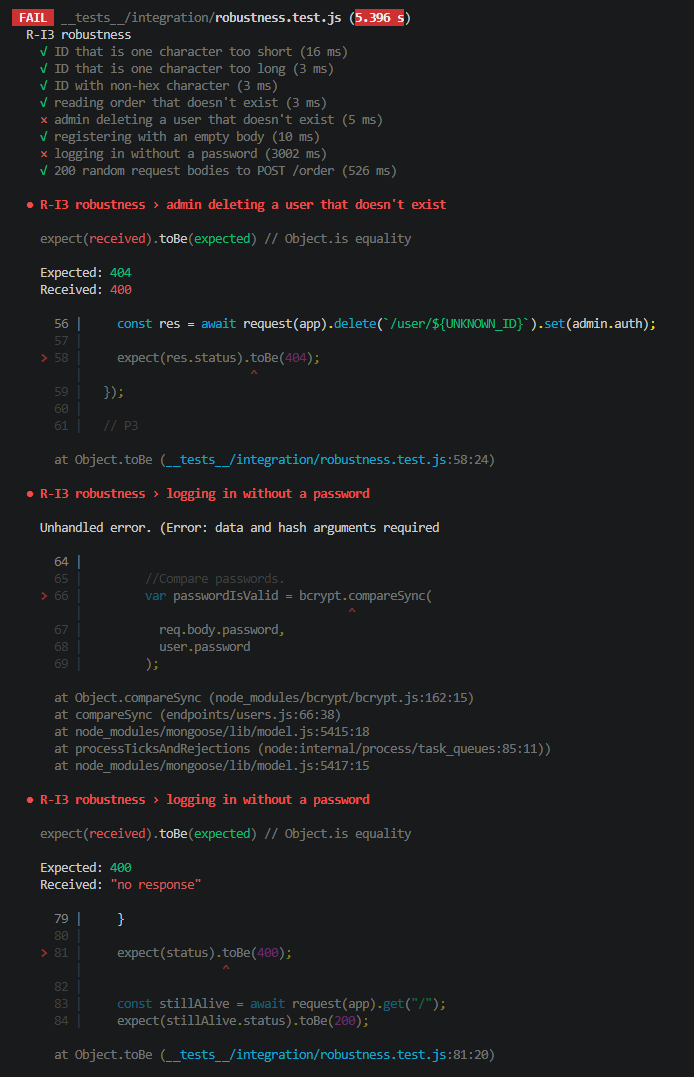 FAIL __tests__/integration/robustness.test.js (5.396 s)
R-I3 robustness
√ ID that is one character too short (16 ms)
√ ID that is one character too long (3 ms)
√ ID with non-hex character (3 ms)
√ reading order that doesn't exist (3 ms)
× admin deleting a user that doesn't exist (5 ms)
√ registering with an empty body (10 ms)
× logging in without a password (3002 ms)
√ 200 random request bodies to POST /order (526 ms)
● R-I3 robustness › admin deleting a user that doesn't exist
expect(received).toBe(expected) // Object.is equality
Expected: 404
Received: 400
56 |     const res = await request(app).delete(`/user/${UNKNOWN_ID}`).set(admin.auth);
57 |
> 58 |     expect(res.status).toBe(404);
|                        ^
59 |   });
60 |
61 |   // P3
at Object.toBe (__tests__/integration/robustness.test.js:58:24)
● R-I3 robustness › logging in without a password
Unhandled error. (Error: data and hash arguments required
64 |
65 |         //Compare passwords.
> 66 |         var passwordIsValid = bcrypt.compareSync(
|                                      ^
67 |           req.body.password,
68 |           user.password
69 |         );
at Object.compareSync (node_modules/bcrypt/bcrypt.js:162:15)
at compareSync (endpoints/users.js:66:38)
at node_modules/mongoose/lib/model.js:5415:18
at processTicksAndRejections (node:internal/process/task_queues:85:11))
at node_modules/mongoose/lib/model.js:5417:15
● R-I3 robustness › logging in without a password
expect(received).toBe(expected) // Object.is equality
Expected: 400
Received: "no response"
79 |     }
80 |
> 81 |     expect(status).toBe(400);
|                    ^
82 |
83 |     const stillAlive = await request(app).get("/");
84 |     expect(stillAlive.status).toBe(200);
at Object.toBe (__tests__/integration/robustness.test.js:81:20)